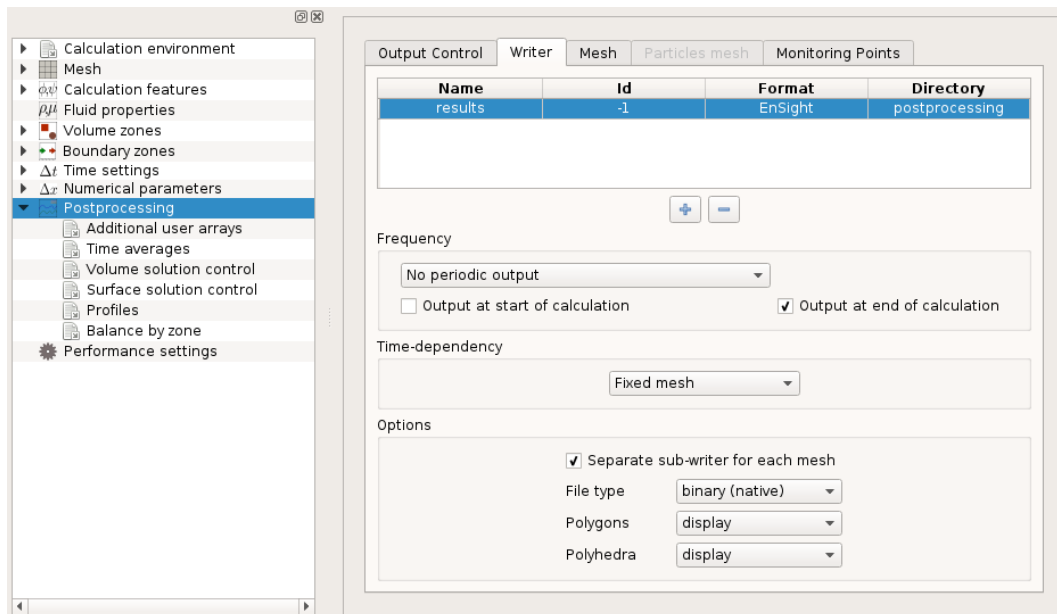 Calculation environment
Mesh
Calculation features
Fluid properties
Volume zones
Boundary zones
Δt Time settings
Δx Numerical parameters
Postprocessing
Additional user arrays
Time averages
Volume solution control
Surface solution control
Profiles
Balance by zone
Performance settings
Output Control Writer Mesh Particles mesh Monitoring Points
Name Id Format Directory
results -1 EnSight postprocessing
Frequency
No periodic output
Output at start of calculation Output at end of calculation
Time-dependency
Fixed mesh
Options
Separate sub-writer for each mesh
File type binary (native)
Polygons display
Polyhedra display